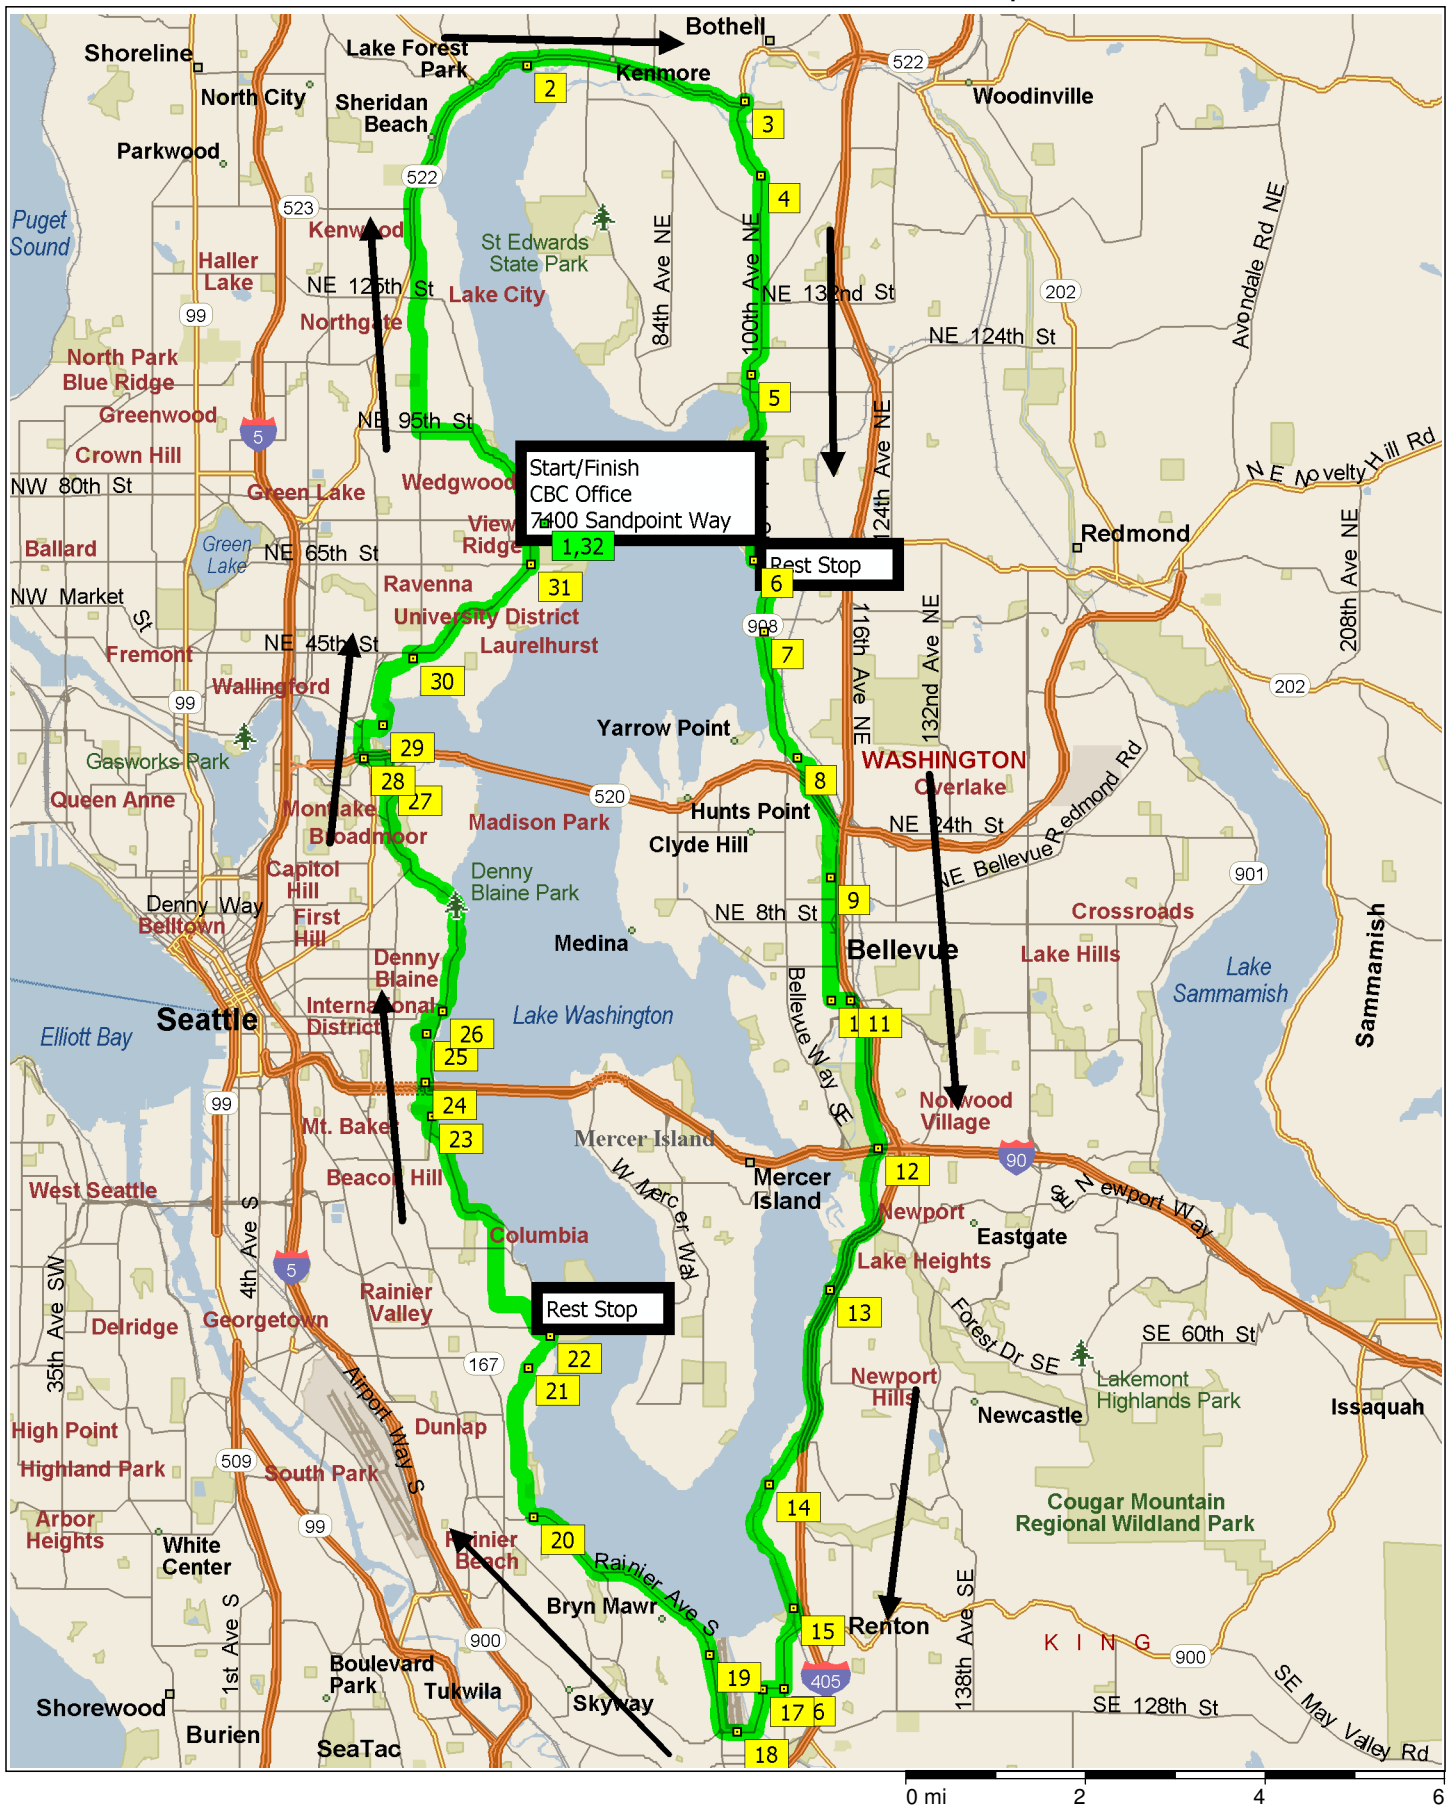 Bothell
Shoreline
Lake Forest
Park
522
Kenmore
North City
2
Woodinville
Sheridan
Beach
3
Parkwood
522
4
523
Puget
Sound
Kenwood
St Edwards
State Park
84th Ave NE
100th Ave NE
Avondale Rd NE
Haller
Lake
NE 125th St
Lake City
NE 132nd St
202
99
Northgate
NE 124th St
North Park
Blue Ridge
5
Greenwood
NE 95th St
124th Ave NE
5
Crown Hill
NE Novelty Hill Rd
Start/Finish
CBC Office
7400 Sandpoint Way
NW 80th St
Wedgwood
Green Lake
View
Ridge
Redmond
208th Ave NE
Ballard
Green
Lake
NE 65th St
1,32
Rest Stop
6
31
Ravenna
NW Market St
University District
908
116th Ave NE
132nd Ave NE
NE 45th St
Laurelhurst
7
Fremont
30
Wallingford
202
99
Yarrow Point
29
Gasworks Park
WASHINGTON
28
8
Overlake
Queen Anne
27
520
Montlake
Hunts Point
NE 24th St
Madison Park
Broadmoor
Clyde Hill
NE Bellevue Redmond Rd
Capitol
Hill
Denny
Blaine Park
901
9
Denny Way
NE 8th St
Crossroads
First
Hill
Belltown
Medina
Bellevue
Lake Hills
Sammamish
Denny
Blaine
Lake
Sammamish
Bellevue Way SE
International
District
Lake Washington
Seattle
1
11
26
Elliott Bay
25
99
24
Norwood
Village
Mt. Baker
23
Mercer Island
90
12
Mercer
Island
Beacon Hill
W Mercer Way
SE Newport Way
West Seattle
4th Ave S
Newport
Columbia
Eastgate
5
Lake Heights
35th Ave SW
Rainier
Valley
Rest Stop
13
Georgetown
Delridge
Forest Dr SE
SE 60th St
22
167
Airport Way S
Newport
Hills
21
Lakemont
Highlands Park
Newcastle
Issaquah
High Point
Dunlap
509
Highland Park
South Park
Cougar Mountain
Regional Wildland Park
14
Arbor
Heights
99
White
Center
Rainier
Beach
20
Rainier Ave S
138th Ave SE
Bryn Mawr
1st Ave S
15
Renton
K I N G
900
900
Boulevard
Park
19
405
Tukwila
Skyway
SE May Valley Rd
Shorewood
17
6
SE 128th St
Burien
SeaTac
18
0 mi
2
4
6